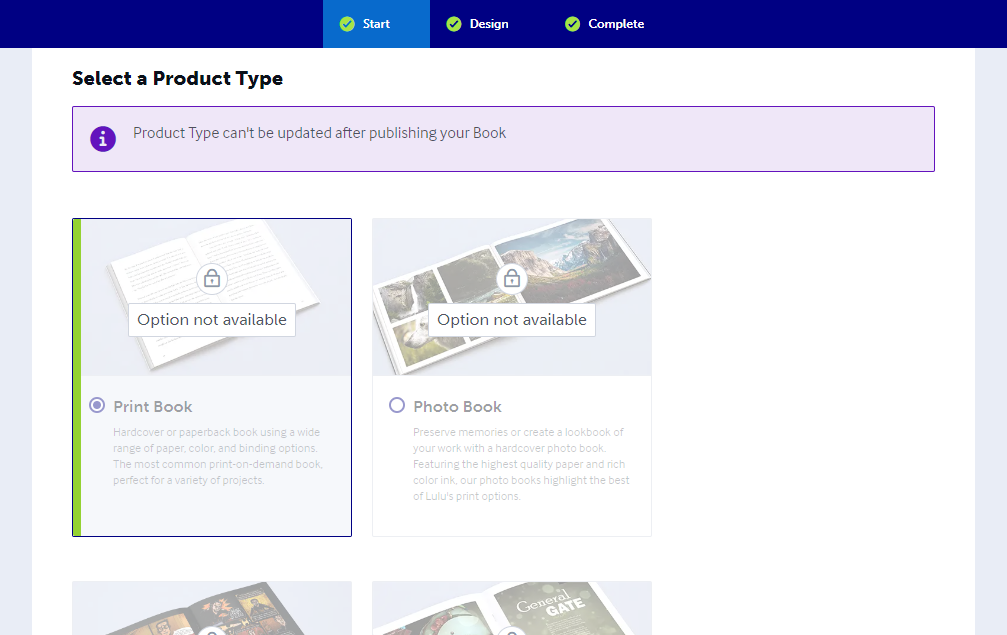 Start
Design
Complete
Select a Product Type
Product Type can't be updated after publishing your Book
Option not available
Option not available
Print Book
Hardcover or paperback book using a wide
range of paper, color, and binding options.
The most common print-on-demand book,
perfect for a variety of projects.
Photo Book
Preserve memories or create a lookbook of
your work with a hardcover photo book.
Featuring the highest quality paper and rich
color ink, our photo books highlight the best
of Lulu's print options.
General
GATE